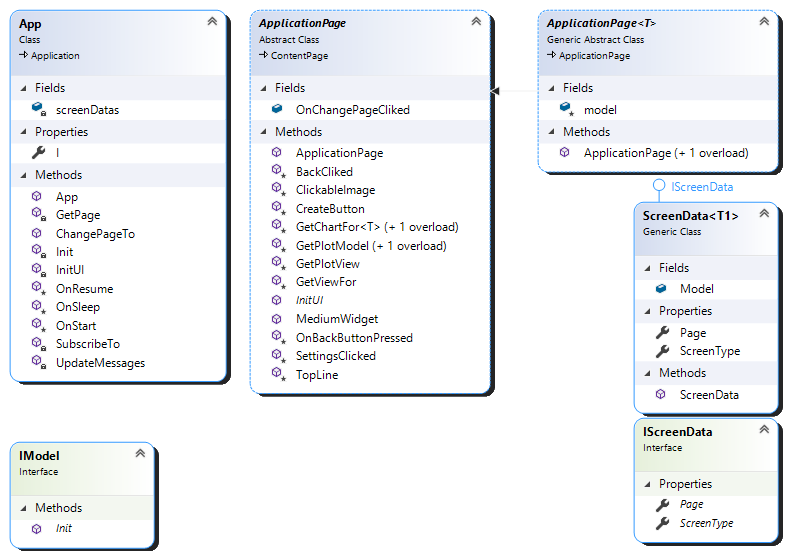 App
Class
Application
Fields
screenDatas
Properties
I
Methods
App
GetPage
ChangePageTo
Init
InitUI
OnResume
OnSleep
OnStart
SubscribeTo
UpdateMessages
ApplicationPage
Abstract Class
ContentPage
Fields
OnChangePageCliked
Methods
ApplicationPage
BackCliked
ClickableImage
CreateButton
GetChartFor<T> (+ 1 overload)
GetPlotModel (+ 1 overload)
GetPlotView
GetViewFor
InitUI
MediumWidget
OnBackButtonPressed
SettingsClicked
TopLine
ApplicationPage<T>
Generic Abstract Class
ApplicationPage
Fields
model
Methods
ApplicationPage (+ 1 overload)
IScreenData
ScreenData<T1>
Generic Class
Fields
Model
Properties
Page
ScreenType
Methods
ScreenData
IScreenData
Interface
Properties
Page
ScreenType
IModel
Interface
Methods
Init